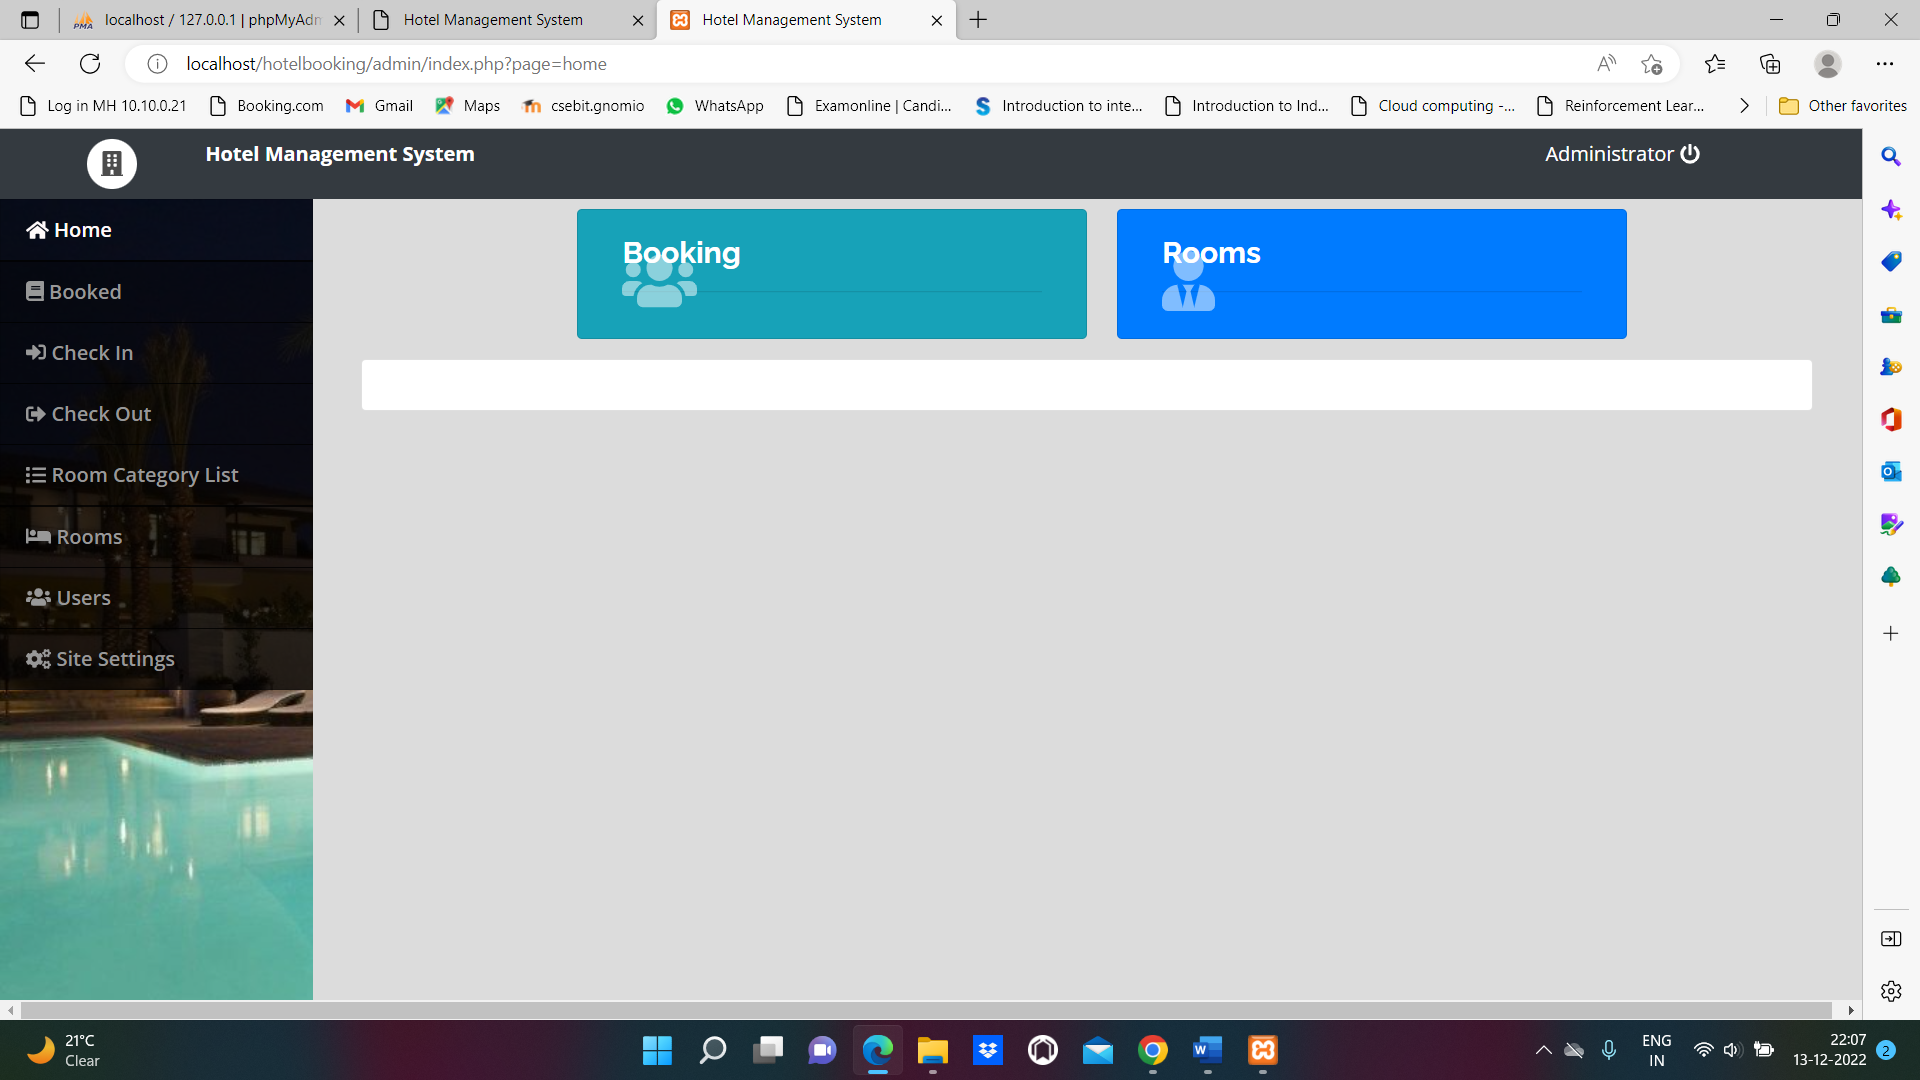 localhost / 127.0.0.1 | phpMyAdm
Hotel Management System
Hotel Management System
localhost/hotelbooking/admin/index.php?page=home
Log in MH 10.10.0.21
Booking.com
Gmail
Maps
csebit.gnomio
WhatsApp
Examonline | Candi...
Introduction to inte...
Introduction to Ind...
Cloud computing -...
Reinforcement Lear...
Other favorites
Hotel Management System
Administrator
Home
Booked
Check In
Check Out
Room Category List
Rooms
Users
Site Settings
Booking
Rooms
21°C
Clear
ENG
IN
22:07
13-12-2022
2